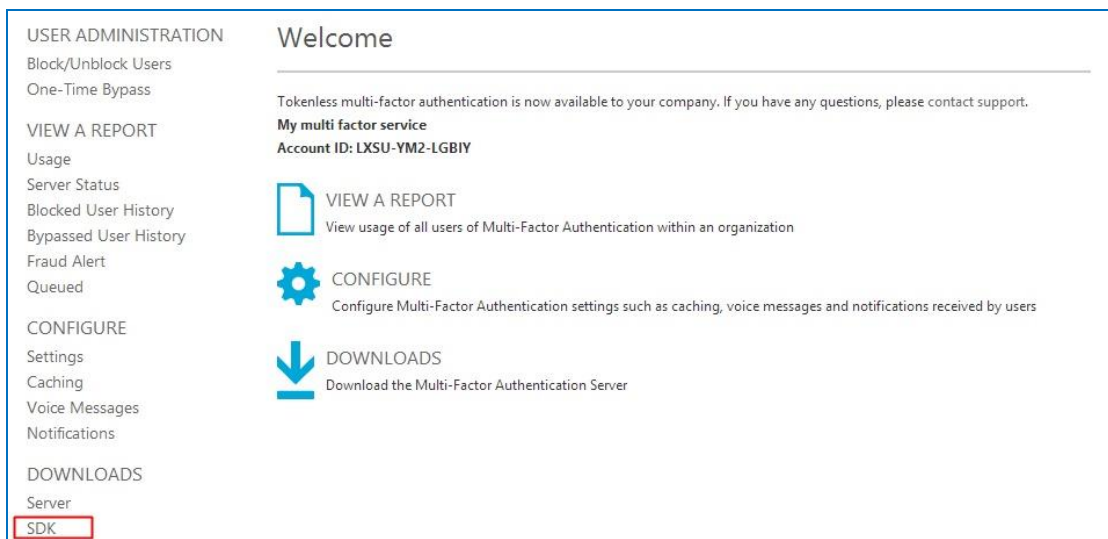 USER ADMINISTRATION
Block/Unblock Users
One-Time Bypass
VIEW A REPORT
Usage
Server Status
Blocked User History
Bypassed User History
Fraud Alert
Queued
CONFIGURE
Settings
Caching
Voice Messages
Notifications
DOWNLOADS
Server
SDK
Welcome
Tokenless multi-factor authentication is now available to your company. If you have any questions, please contact support.
My multi factor service
Account ID: LXSU-YM2-LGBIY
VIEW A REPORT
View usage of all users of Multi-Factor Authentication within an organization
CONFIGURE
Configure Multi-Factor Authentication settings such as caching, voice messages and notifications received by users
DOWNLOADS
Download the Multi-Factor Authentication Server